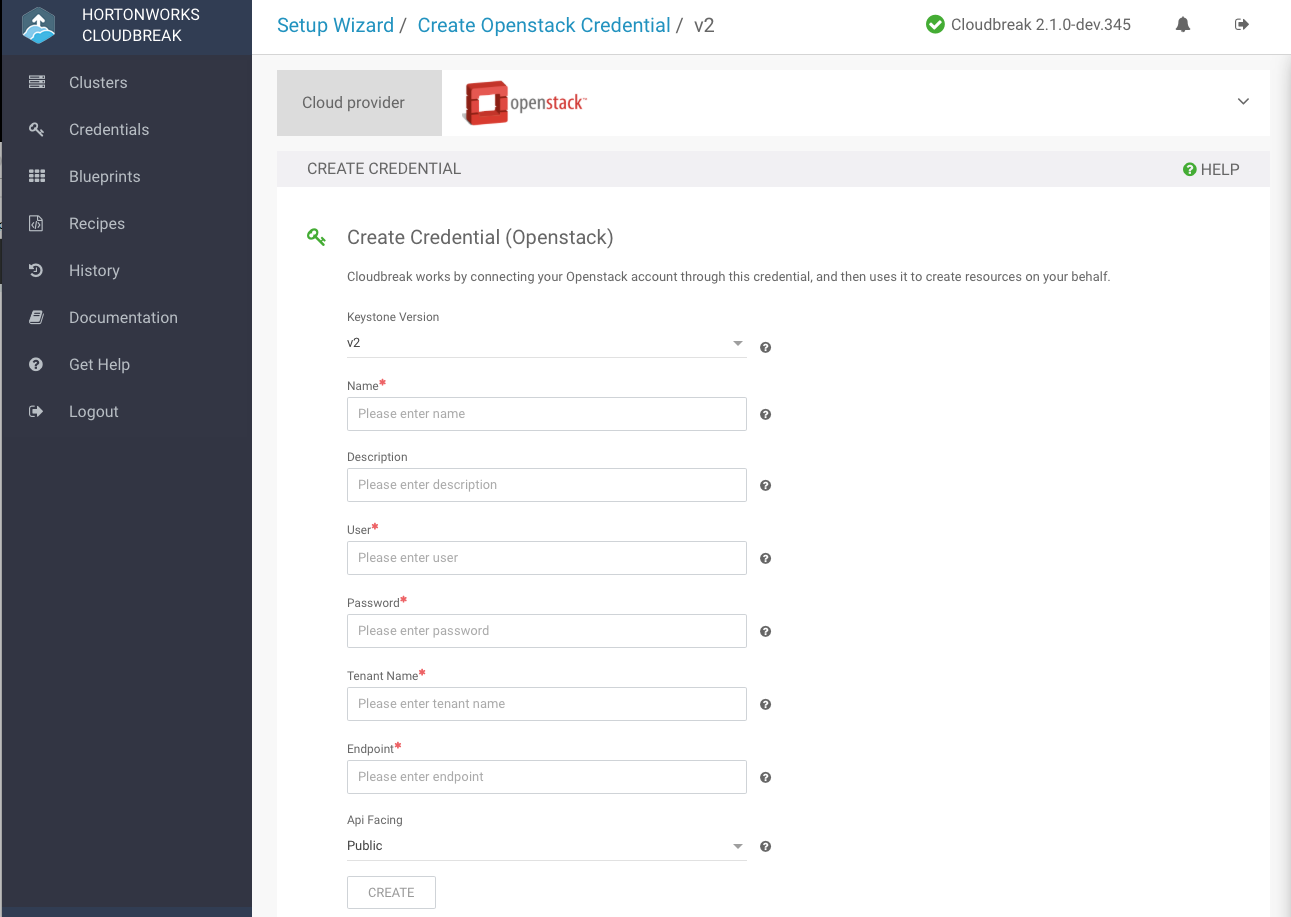 HORTONWORKS
CLOUDBREAK
Setup Wizard / Create Openstack Credential / v2
Cloudbreak 2.1.0-dev.345
Clusters
Credentials
Blueprints
Recipes
History
Documentation
Get Help
Logout
Cloud provider
openstack™
CREATE CREDENTIAL
HELP
Create Credential (Openstack)
Cloudbreak works by connecting your Openstack account through this credential, and then uses it to create resources on your behalf.
Keystone Version
v2
Name*
Please enter name
Description
Please enter description
User*
Please enter user
Password*
Please enter password
Tenant Name*
Please enter tenant name
Endpoint*
Please enter endpoint
Api Facing
Public
CREATE